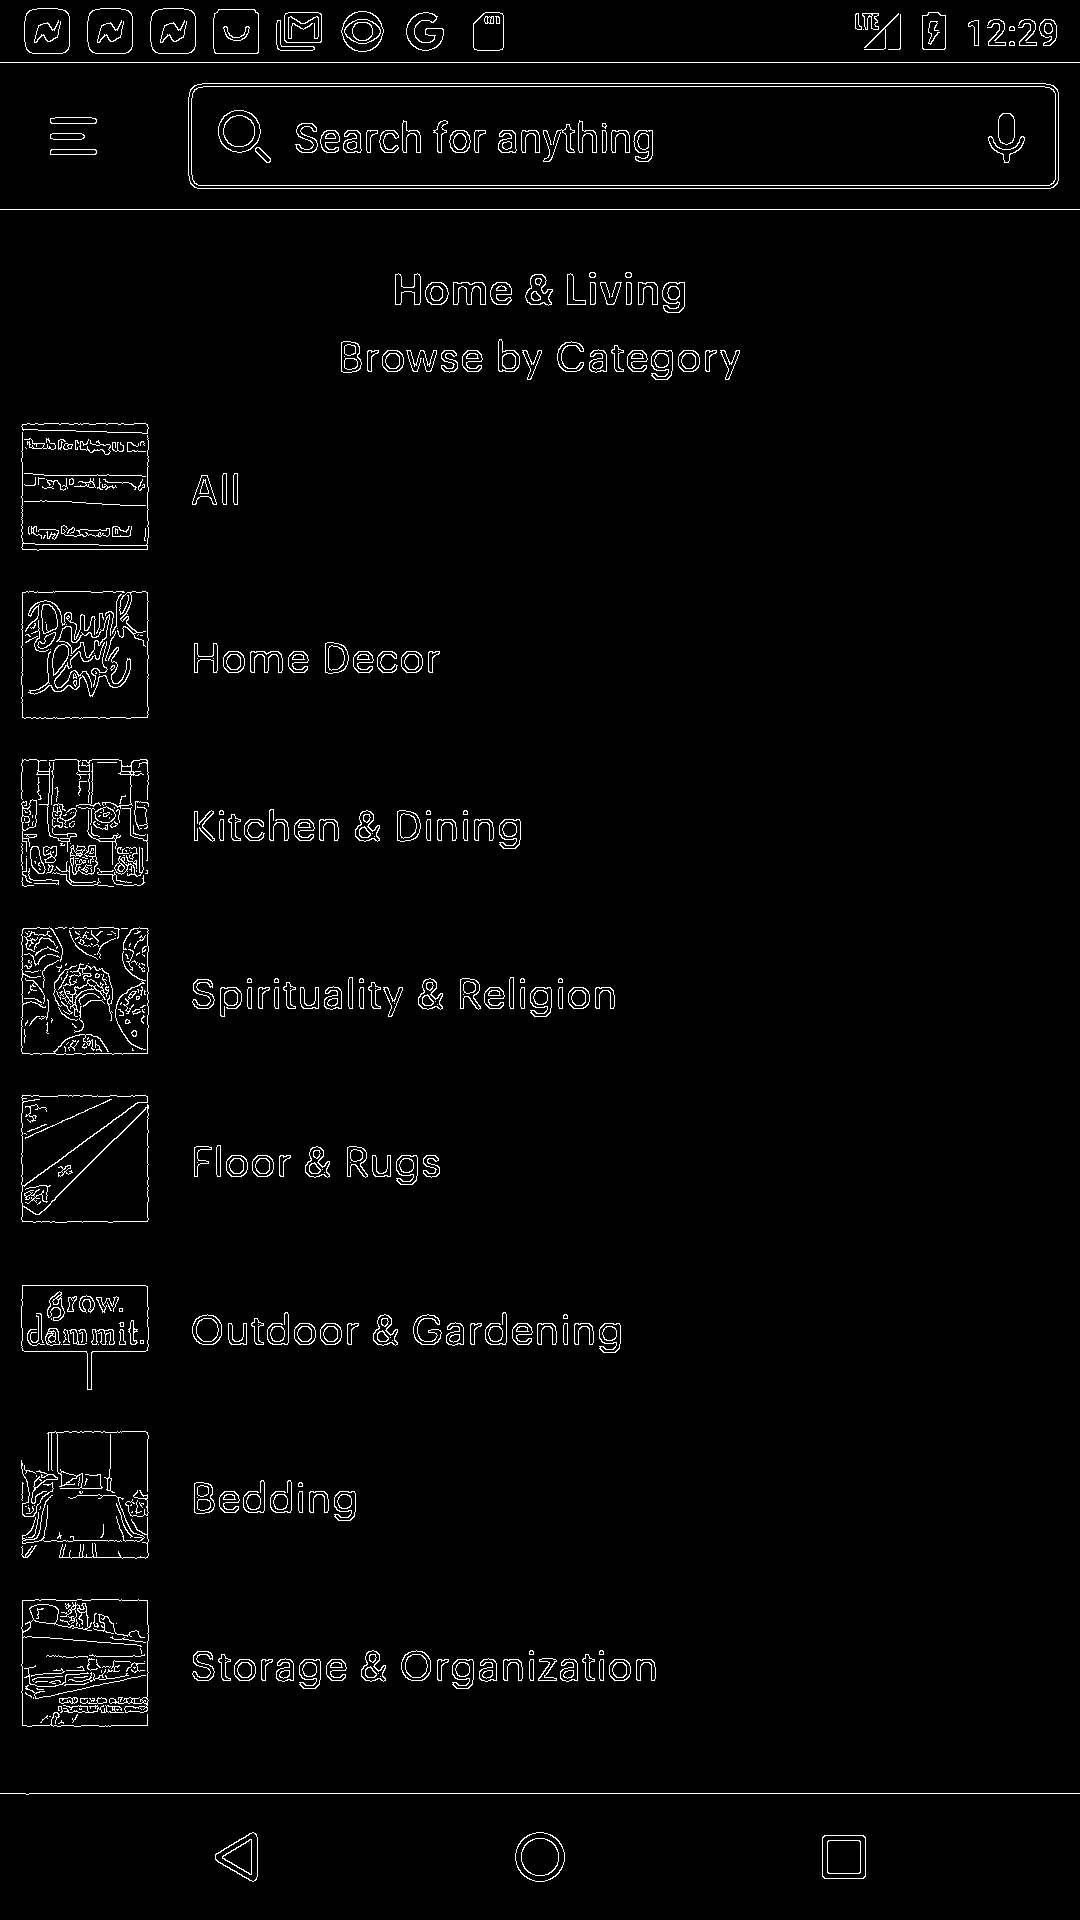 LTE 12:29
Search for anything
Home & Living
Browse by Category
All
Home Decor
Kitchen & Dining
Spirituality & Religion
Floor & Rugs
grow.
dammit.
Outdoor & Gardening
Bedding
Storage & Organization
Drunk
in
love